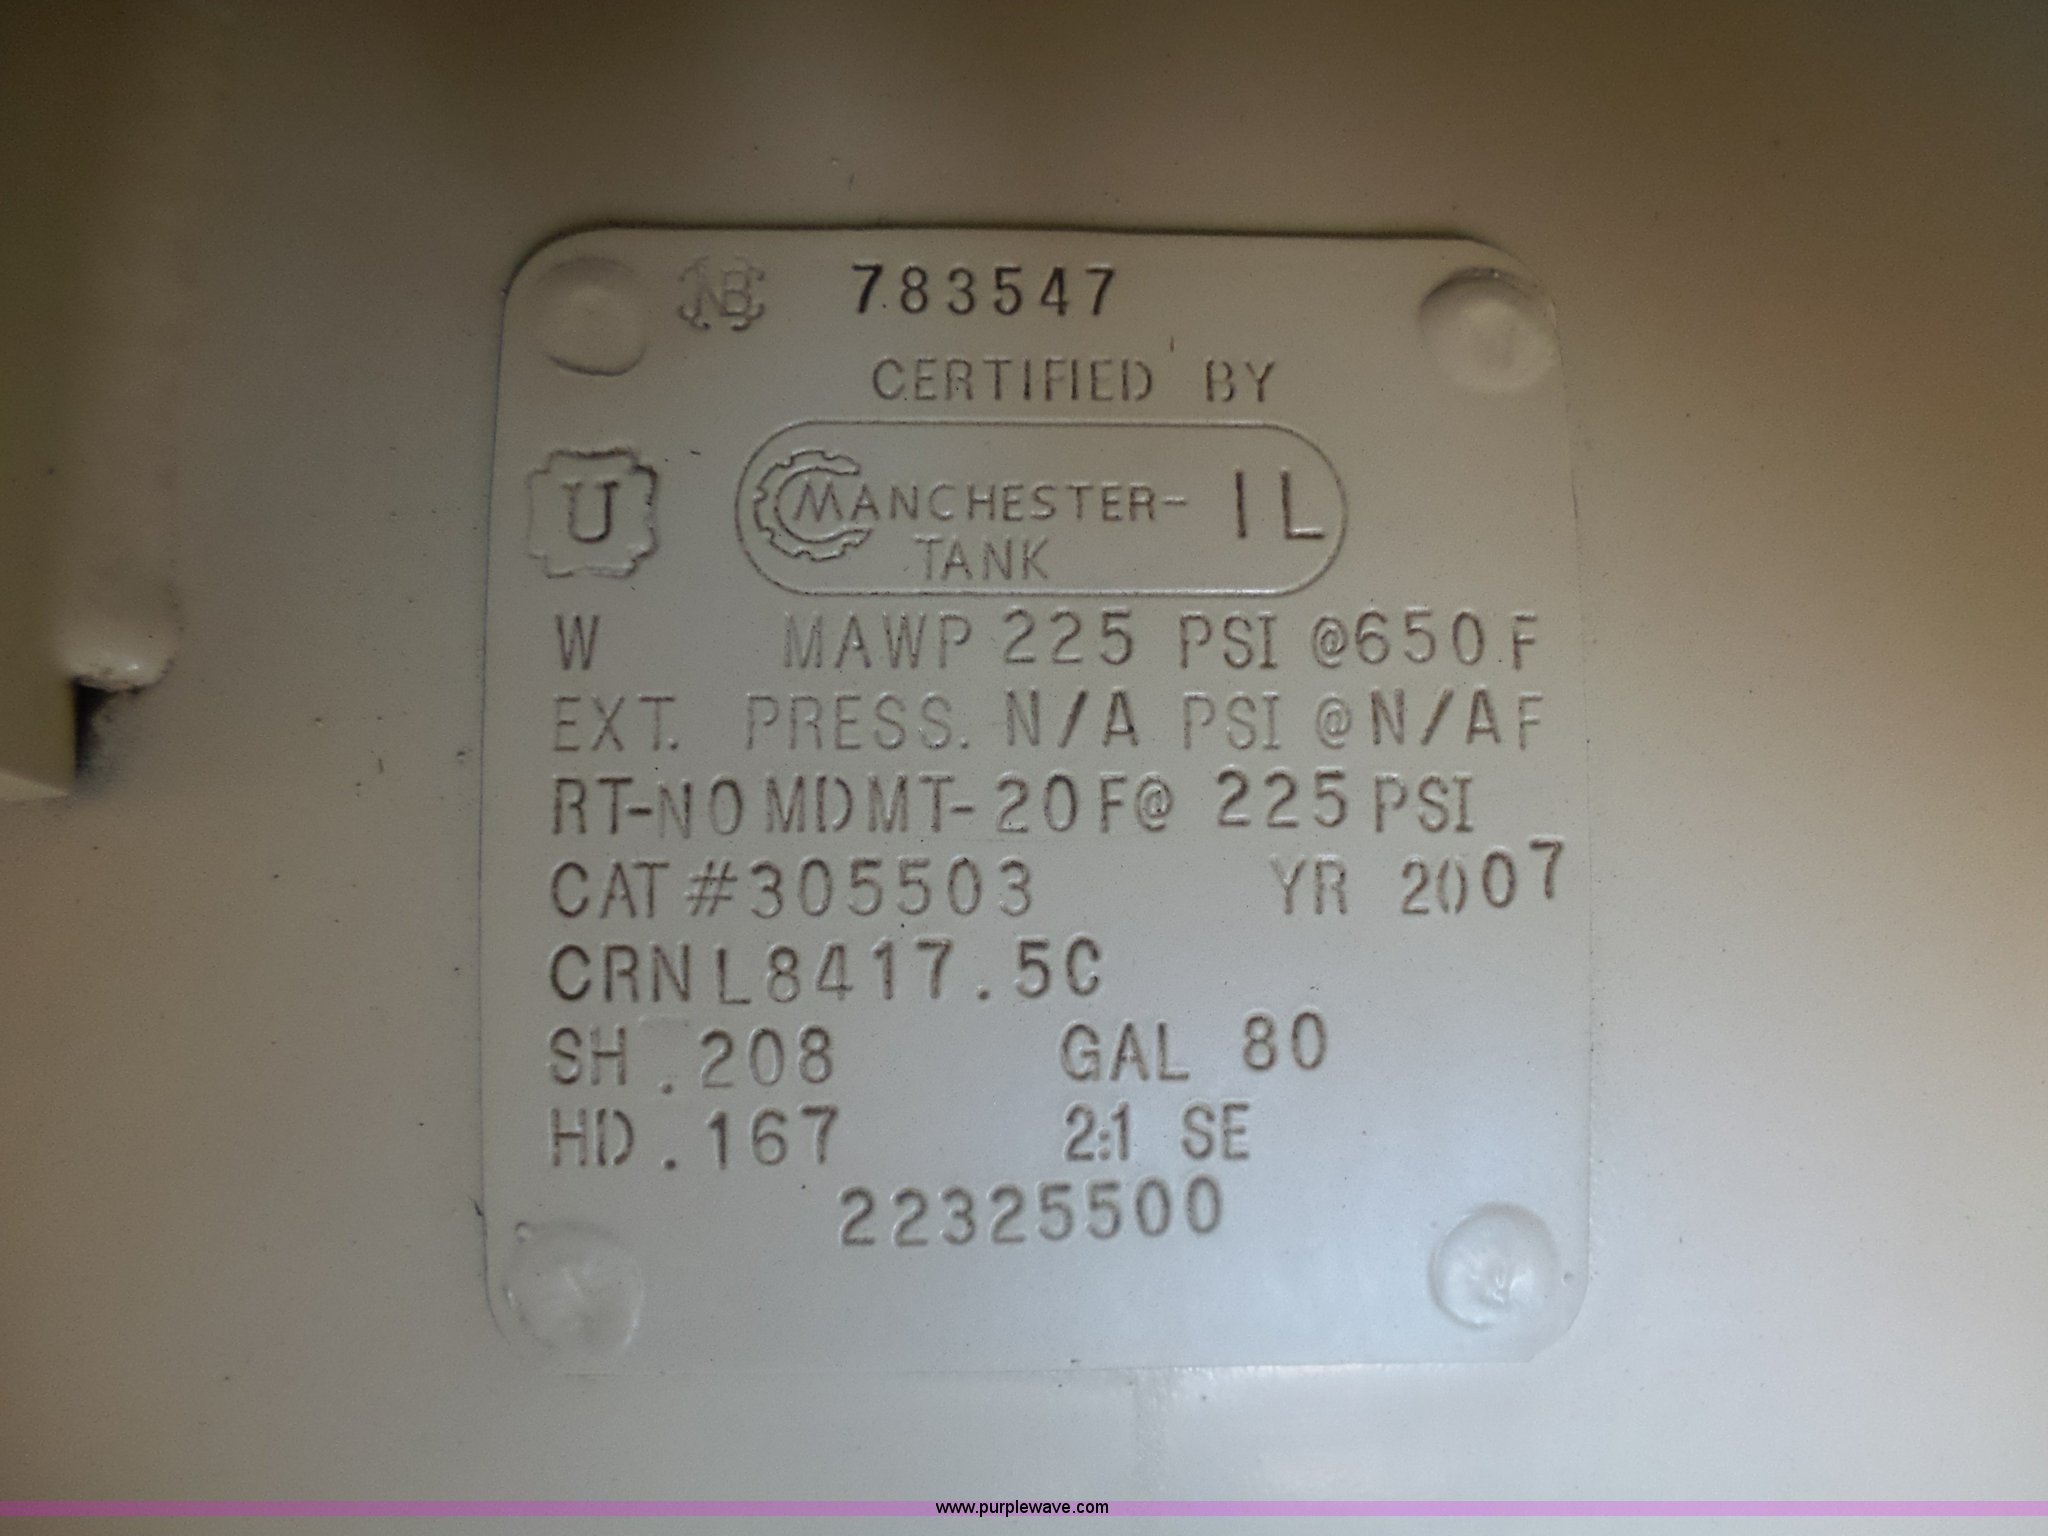 NB 783547
CERTIFIED BY
U MANCHESTER- IL
TANK
W MAWP 225 PSI @650 F
EXT. PRESS. N/A PSI @N/A F
RT-NO MDMT-20 F@ 225 PSI
CAT#305503 YR 2007
CRN L8417.5C
SH .208 GAL 80
HD .167 2:1 SE
22325500
www.purplewave.com